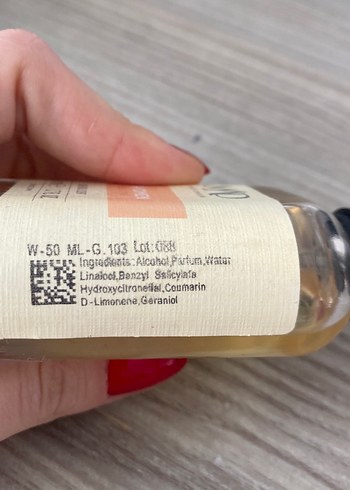 W-50 ML-G.103 Lot:088
Ingredients:Alcohol,Parfum,Water
Linalool,Benzyl Salicylate
Hydroxycitronellal,Coumarin
D-Limonene,Geraniol